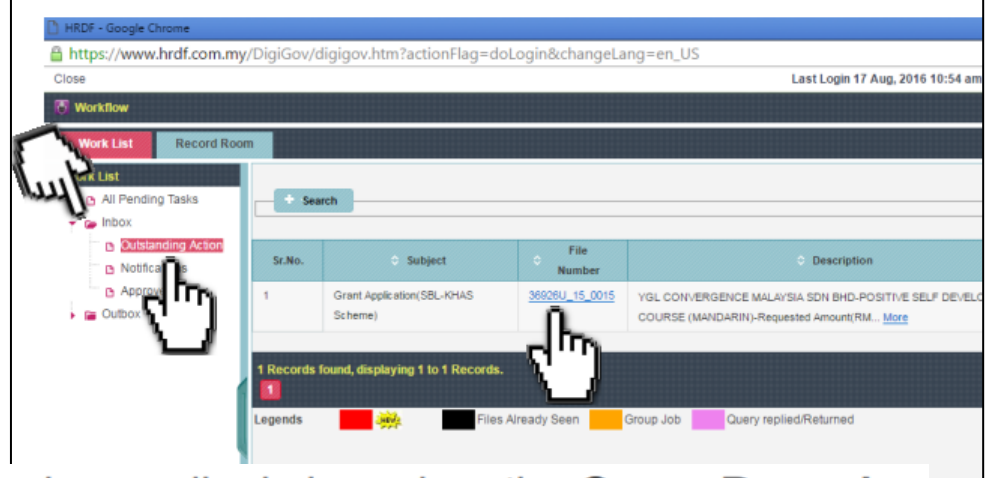 HRDF - Google Chrome
https://www.hrdf.com.my/DigiGov/digigov.htm?actionFlag=doLogin&changeLang=en_US
Close
Last Login 17 Aug, 2016 10:54 am
Workflow
Work List
Record Room
List
All Pending Tasks
Search
Inbox
Outstanding Action
Sr.No.
Subject
File Number
Description
Outbox
1
Grant Application(SBL-KHAS Scheme)
36926U_15_0015
YGL CONVERGENCE MALAYSIA SDN BHD-POSITIVE SELF
COURSE (MANDARIN)-Requested Amount(RM... More
1 Records found, displaying 1 to 1 Records.
1
Legends
NEW
Files Already Seen
Group Job
Query replied/Returned